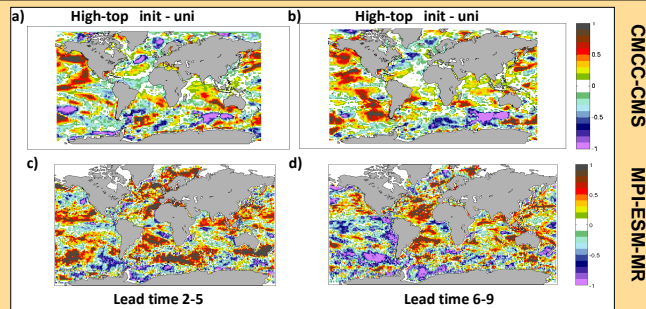 a) High-top init - uni
b) High-top init - uni
1
0.5
0
-0.5
-1
CMCC-CMS
c)
d)
1
0.5
0
-0.5
-1
MPI-ESM-MR
Lead time 2-5
Lead time 6-9